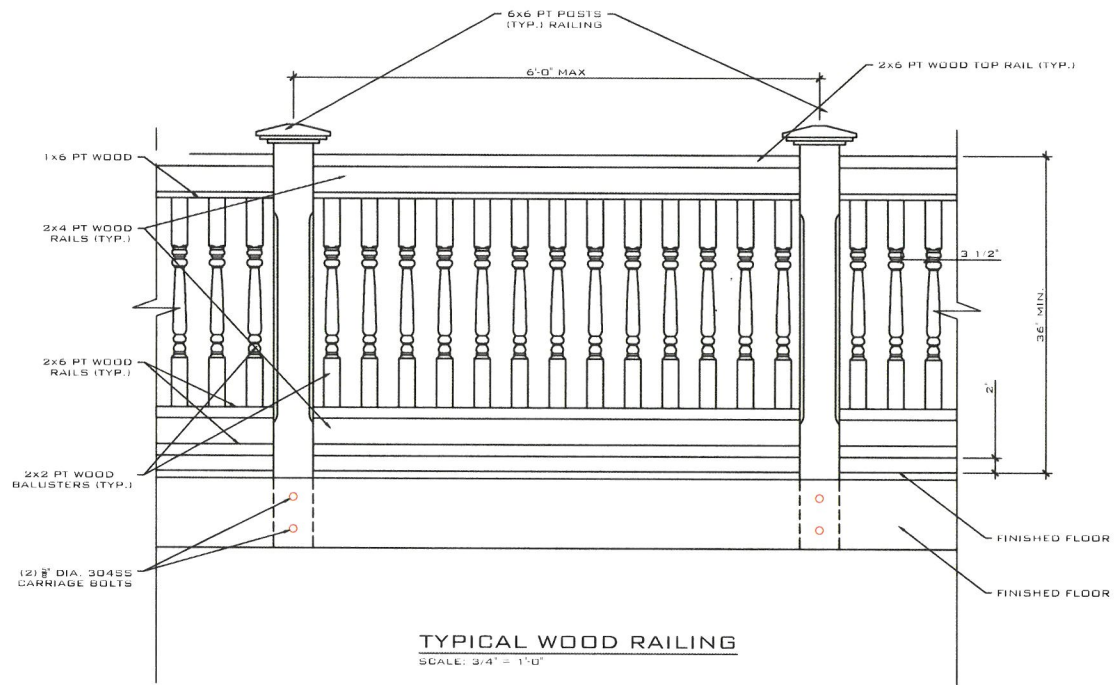 6x6 PT POSTS
(TYP.) RAILING
6'-0" MAX
2x6 PT WOOD TOP RAIL (TYP.)
1x6 PT WOOD
2x4 PT WOOD
RAILS (TYP.)
3 1/2"
36" MIN.
2x6 PT WOOD
RAILS (TYP.)
2"
2x2 PT WOOD
BALUSTERS (TYP.)
FINISHED FLOOR
(2) DIA. 304SS
CARRIAGE BOLTS
FINISHED FLOOR
TYPICAL WOOD RAILING
SCALE: 3/4" = 1'-0"